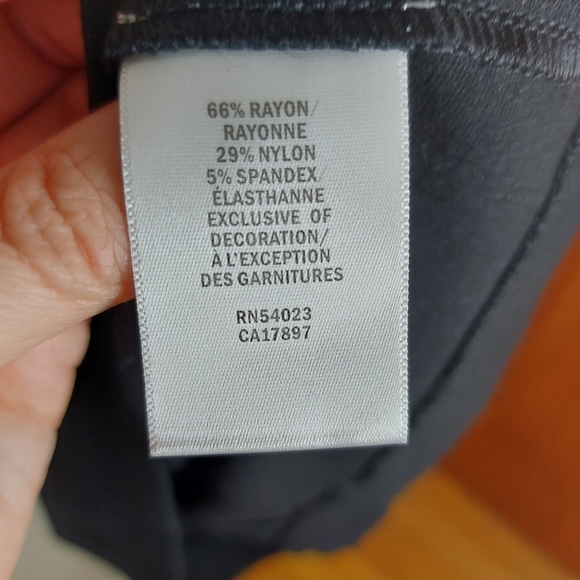 66% RAYON/
RAYONNE
29% NYLON
5% SPANDEX/
ÉLASTHANNE
EXCLUSIVE OF
DECORATION/
À L'EXCEPTION
DES GARNITURES
RN54023
CA17897